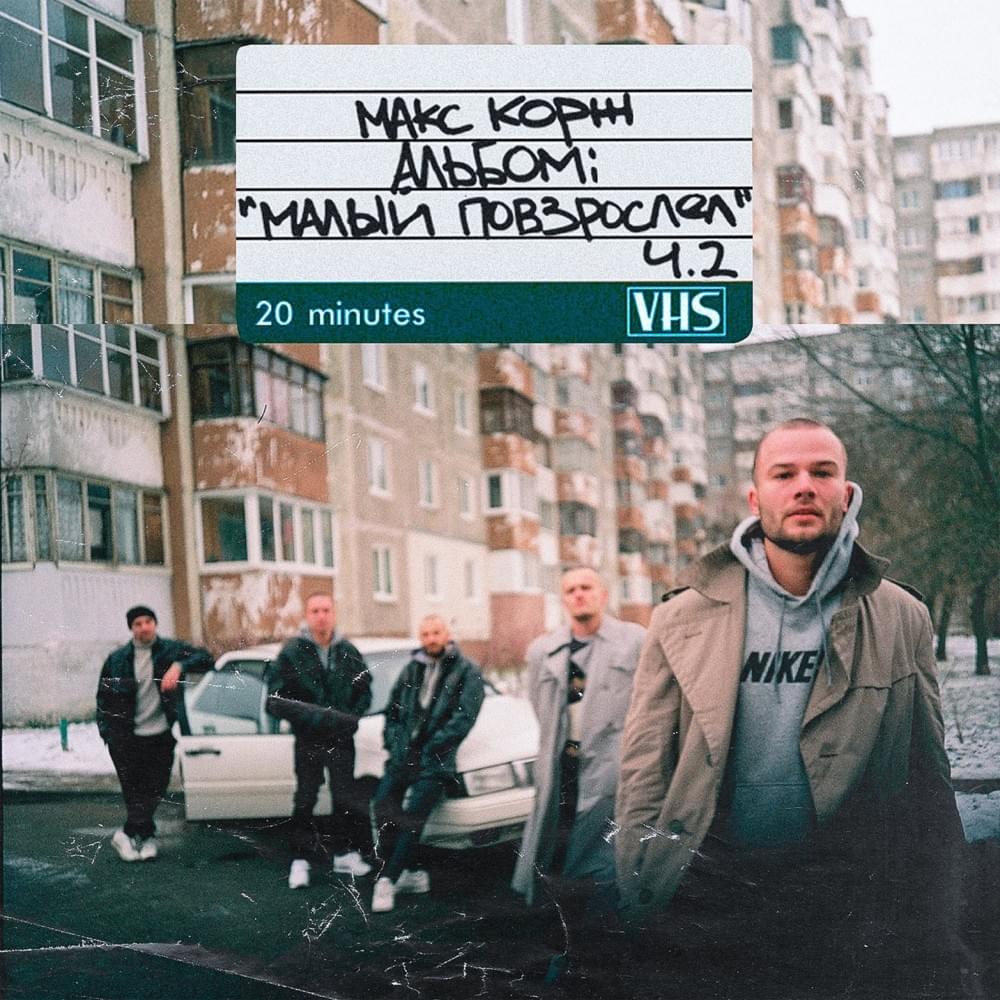 МАКС КОРЖ
АЛЬБОМ:
"МАЛЫЙ ПОВЗРОСЛЕЛ"
Ч.2
20 minutes
VHS
NIKE